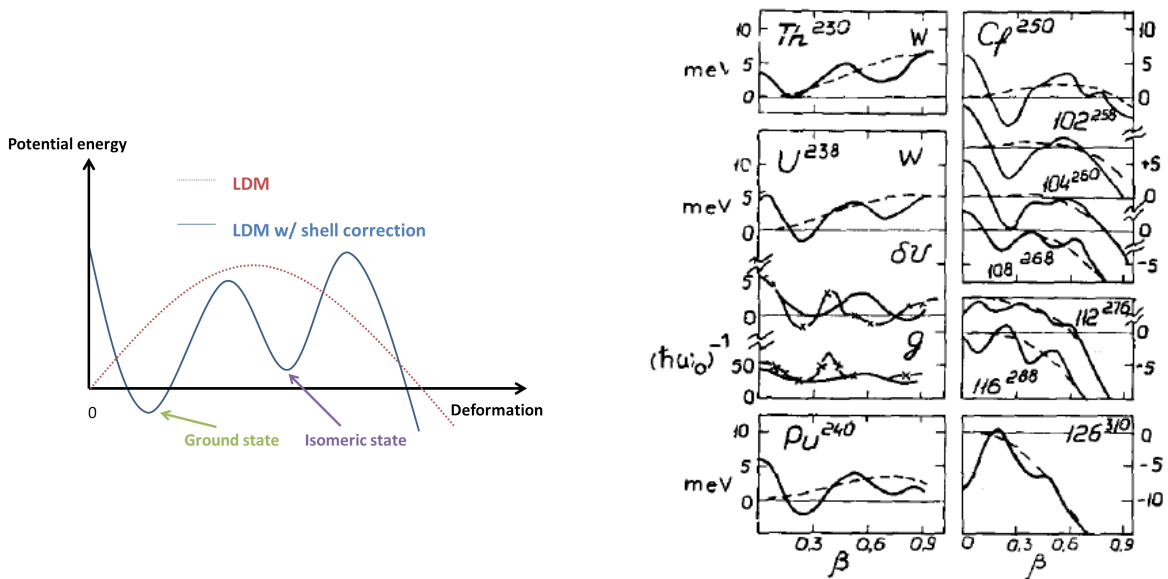 Potential energy
LDM
LDM w/ shell correction
0
Deformation
Ground state
Isomeric state
Th²³⁰
W
10
meV
5
0
U²³⁸
W
10
meV
5
0
δU
5
0
g
(ħω₀)⁻¹
50
0
Pu²⁴⁰
10
meV
5
0
0,3
0,6
0,9
β
Cf²⁵⁰
10
5
0
102²⁵⁸
+5
104²⁶⁰
0
0
108²⁶⁸
-5
112²⁷⁶
0
116²⁸⁸
-5
126³¹⁰
0
-5
-10
0
0,3
0,6
0,9
β